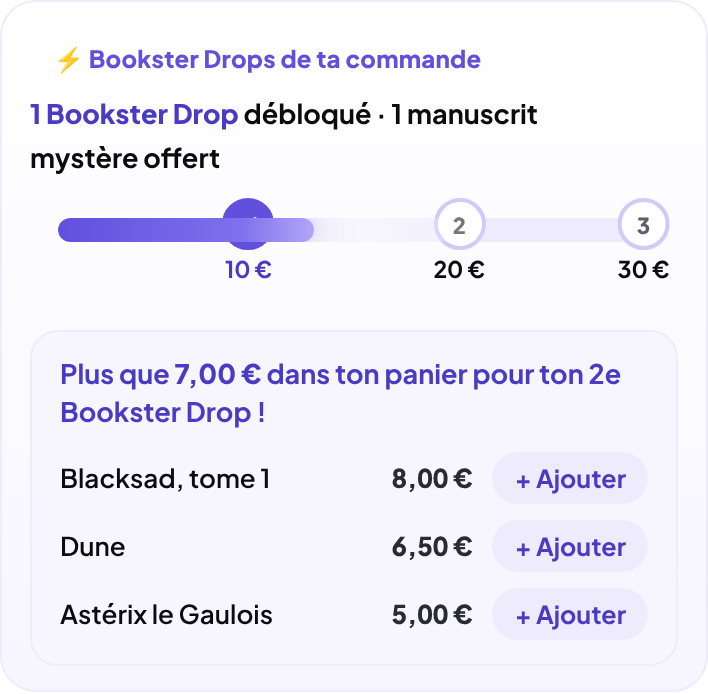 ⚡ Bookster Drops de ta commande
1 Bookster Drop débloqué · 1 manuscrit
mystère offert
2
3
10 €
20 €
30 €
Plus que 7,00 € dans ton panier pour ton 2e
Bookster Drop !
Blacksad, tome 1 8,00 € + Ajouter
Dune 6,50 € + Ajouter
Astérix le Gaulois 5,00 € + Ajouter